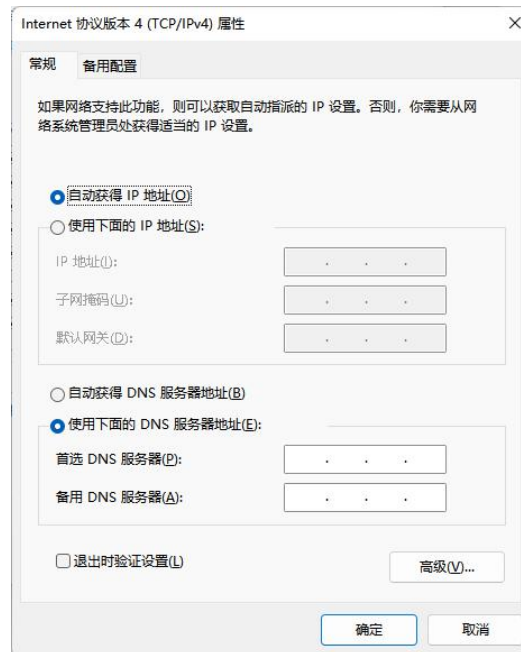 Internet 协议版本 4 (TCP/IPv4) 属性
常规 备用配置
如果网络支持此功能，则可以获取自动指派的 IP 设置。否则，你需要从网
络系统管理员处获得适当的 IP 设置。
自动获得 IP 地址(O)
使用下面的 IP 地址(S):
IP 地址(I):
子网掩码(U):
默认网关(D):
自动获得 DNS 服务器地址(B)
使用下面的 DNS 服务器地址(E):
首选 DNS 服务器(P):
备用 DNS 服务器(A):
退出时验证设置(L)
高级(V)...
确定 取消